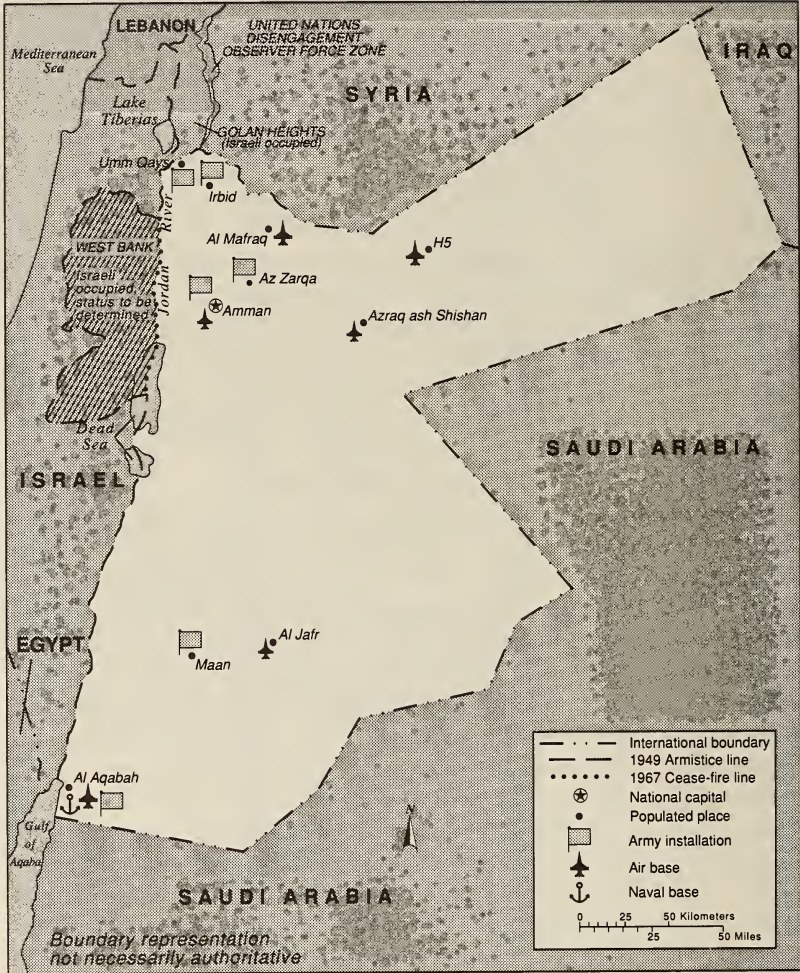 LEBANON
UNITED NATIONS
DISENGAGEMENT
OBSERVER FORCE ZONE
IRAQ
Mediterranean
Sea
SYRIA
Lake
Tiberias
GOLAN HEIGHTS
(Israeli occupied)
Umm Qays
Irbid
Jordan River
Al Mafraq
H5
WEST BANK
Israeli
occupied,
status to be
determined
Az Zarqa
Amman
Azraq ash Shishan
Dead
Sea
SAUDI ARABIA
ISRAEL
EGYPT
Maan
Al Jafr
Al Aqabah
Gulf
of
Aqaba
N
International boundary
1949 Armistice line
1967 Cease-fire line
National capital
Populated place
Army installation
Air base
Naval base
0 25 50 Kilometers
25 50 Miles
SAUDI ARABIA
Boundary representation
not necessarily authoritative